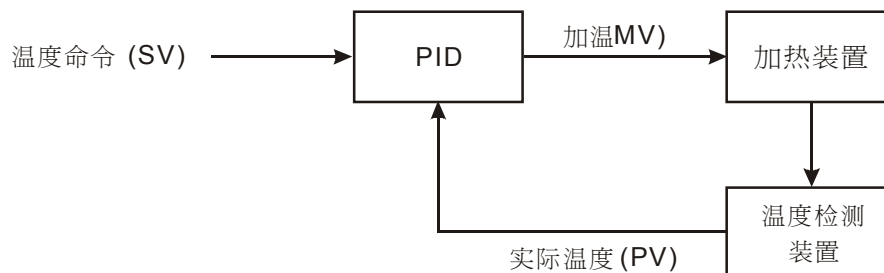 温度命令 (SV)
PID
加温MV)
加热装置
温度检测
装置
实际温度 (PV)